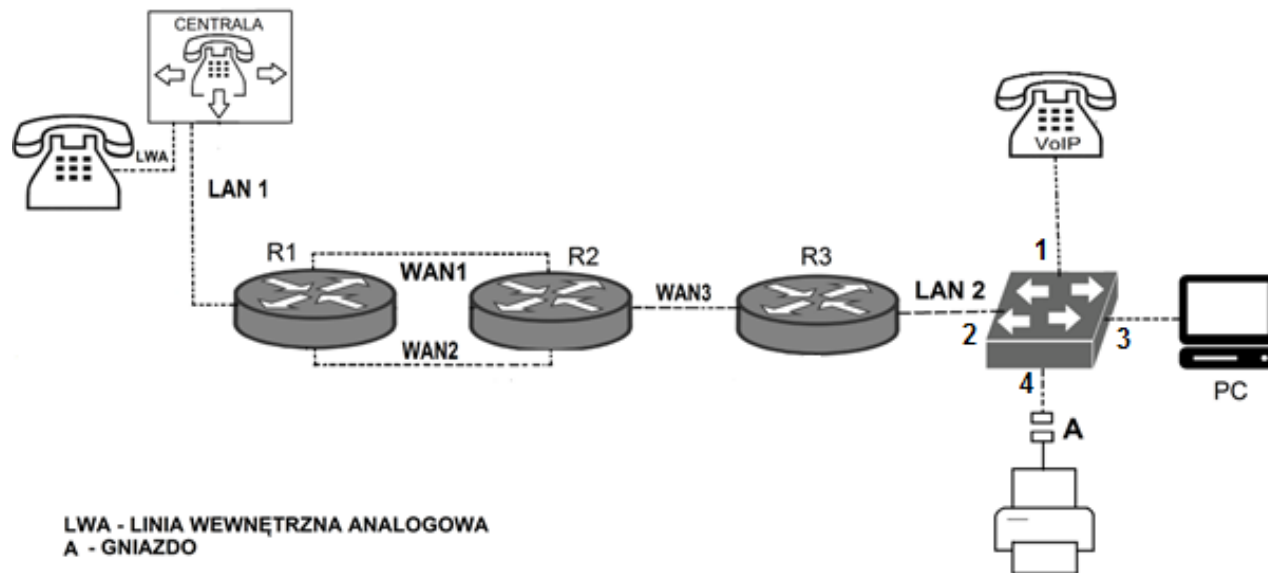 CENTRALA
LWA
LAN 1
VoIP
R1
WAN1
R2
WAN2
WAN3
R3
LAN 2
1
2
3
4
PC
A
LWA - LINIA WEWNĘTRZNA ANALOGOWA
A - GNIAZDO